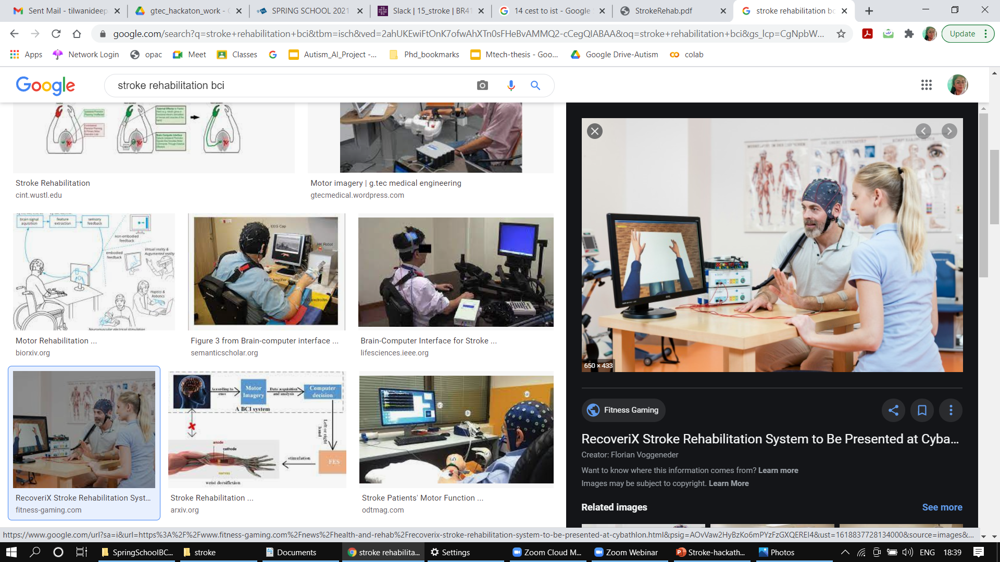 Sent Mail - tilwanideep
gtec_hackaton_work - G
SPRING SCHOOL 2021
Slack | 15_stroke | BR41
14 cest to ist - Google
StrokeRehab.pdf
stroke rehabilitation bc
google.com/search?q=stroke+rehabilitation+bci&tbm=isch&ved=2ahUKEwiFtOnK7ofwAhXTn0sFHeBvAMMQ2-cCegQIABAA&oq=stroke+rehabilitation+bci&gs_lcp=CgNpbW...
Update
Apps
Network Login
opac
Meet
Classes
Autism_AI_Project -...
Phd_bookmarks
Mtech-thesis - Goo...
Google Drive-Autism
colab
Google
stroke rehabilitation bci
Stroke Rehabilitation
cint.wustl.edu
Motor imagery | g.tec medical engineering
gtecmedical.wordpress.com
brain signal aquisition
feature extraction
sensory feedback
non-embodied feedback
embodied feedback
Virtual reality & Augumented reality
Haptics & Robotics
Neuromuscular electrical stimulation
EEG Cap
HK Robot
EEG Amplifier
EMG electrodes
Motor Rehabilitation ...
biorxiv.org
Figure 3 from Brain-computer interface ...
semanticscholar.org
Brain-Computer Interface for Stroke ...
lifesciences.ieee.org
According to cues
Motor Imagery
Data acquisition and analysis
Computer decision
A BCI system
Left or right hand
anode
cathode
nerves
stimulation
FES
wrist dorsiflexion
RecoveriX Stroke Rehabilitation Syst...
fitness-gaming.com
Stroke Rehabilitation ...
arxiv.org
Stroke Patients' Motor Function ...
odtmag.com
650 × 433
Fitness Gaming
RecoveriX Stroke Rehabilitation System to Be Presented at Cyba...
Creator: Florian Voggeneder
Want to know where this information comes from? Learn more
Images may be subject to copyright. Learn More
Related images
See more
https://www.google.com/url?sa=i&url=https%3A%2F%2Fwww.fitness-gaming.com%2Fnews%2Fhealth-and-rehab%2Frecoverix-stroke-rehabilitation-system-to-be-presented-at-cybathlon.html&psig=AOvVaw2HyBzKo6mPYzFzGXQEREI4&ust=1618837728134000&source=images&...
SpringSchoolBC...
stroke
Documents
stroke rehabilita...
Settings
Zoom Cloud M...
Zoom Webinar
Stroke-hackath...
Photos
ENG
18:39